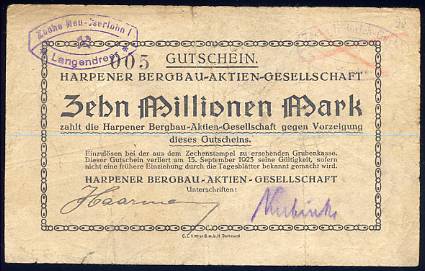 Zeche Neu-Iserlohn I
Langendreer
005
GUTSCHEIN.
HARPENER BERGBAU-AKTIEN-GESELLSCHAFT
Zehn Millionen Mark
zahlt die Harpener Bergbau-Aktien-Gesellschaft gegen Vorzeigung
dieses Gutscheins.
Einzulösen bei der aus dem Zechenstempel zu ersehenden Grubenkasse.
Dieser Gutschein verliert am 15. September 1923 seine Gültigkeit, sofern
nicht eine frühere Einziehung durch die Tagesblätter bekannt gemacht wird.
HARPENER BERGBAU-AKTIEN-GESELLSCHAFT
Unterschriften:
Haarmann